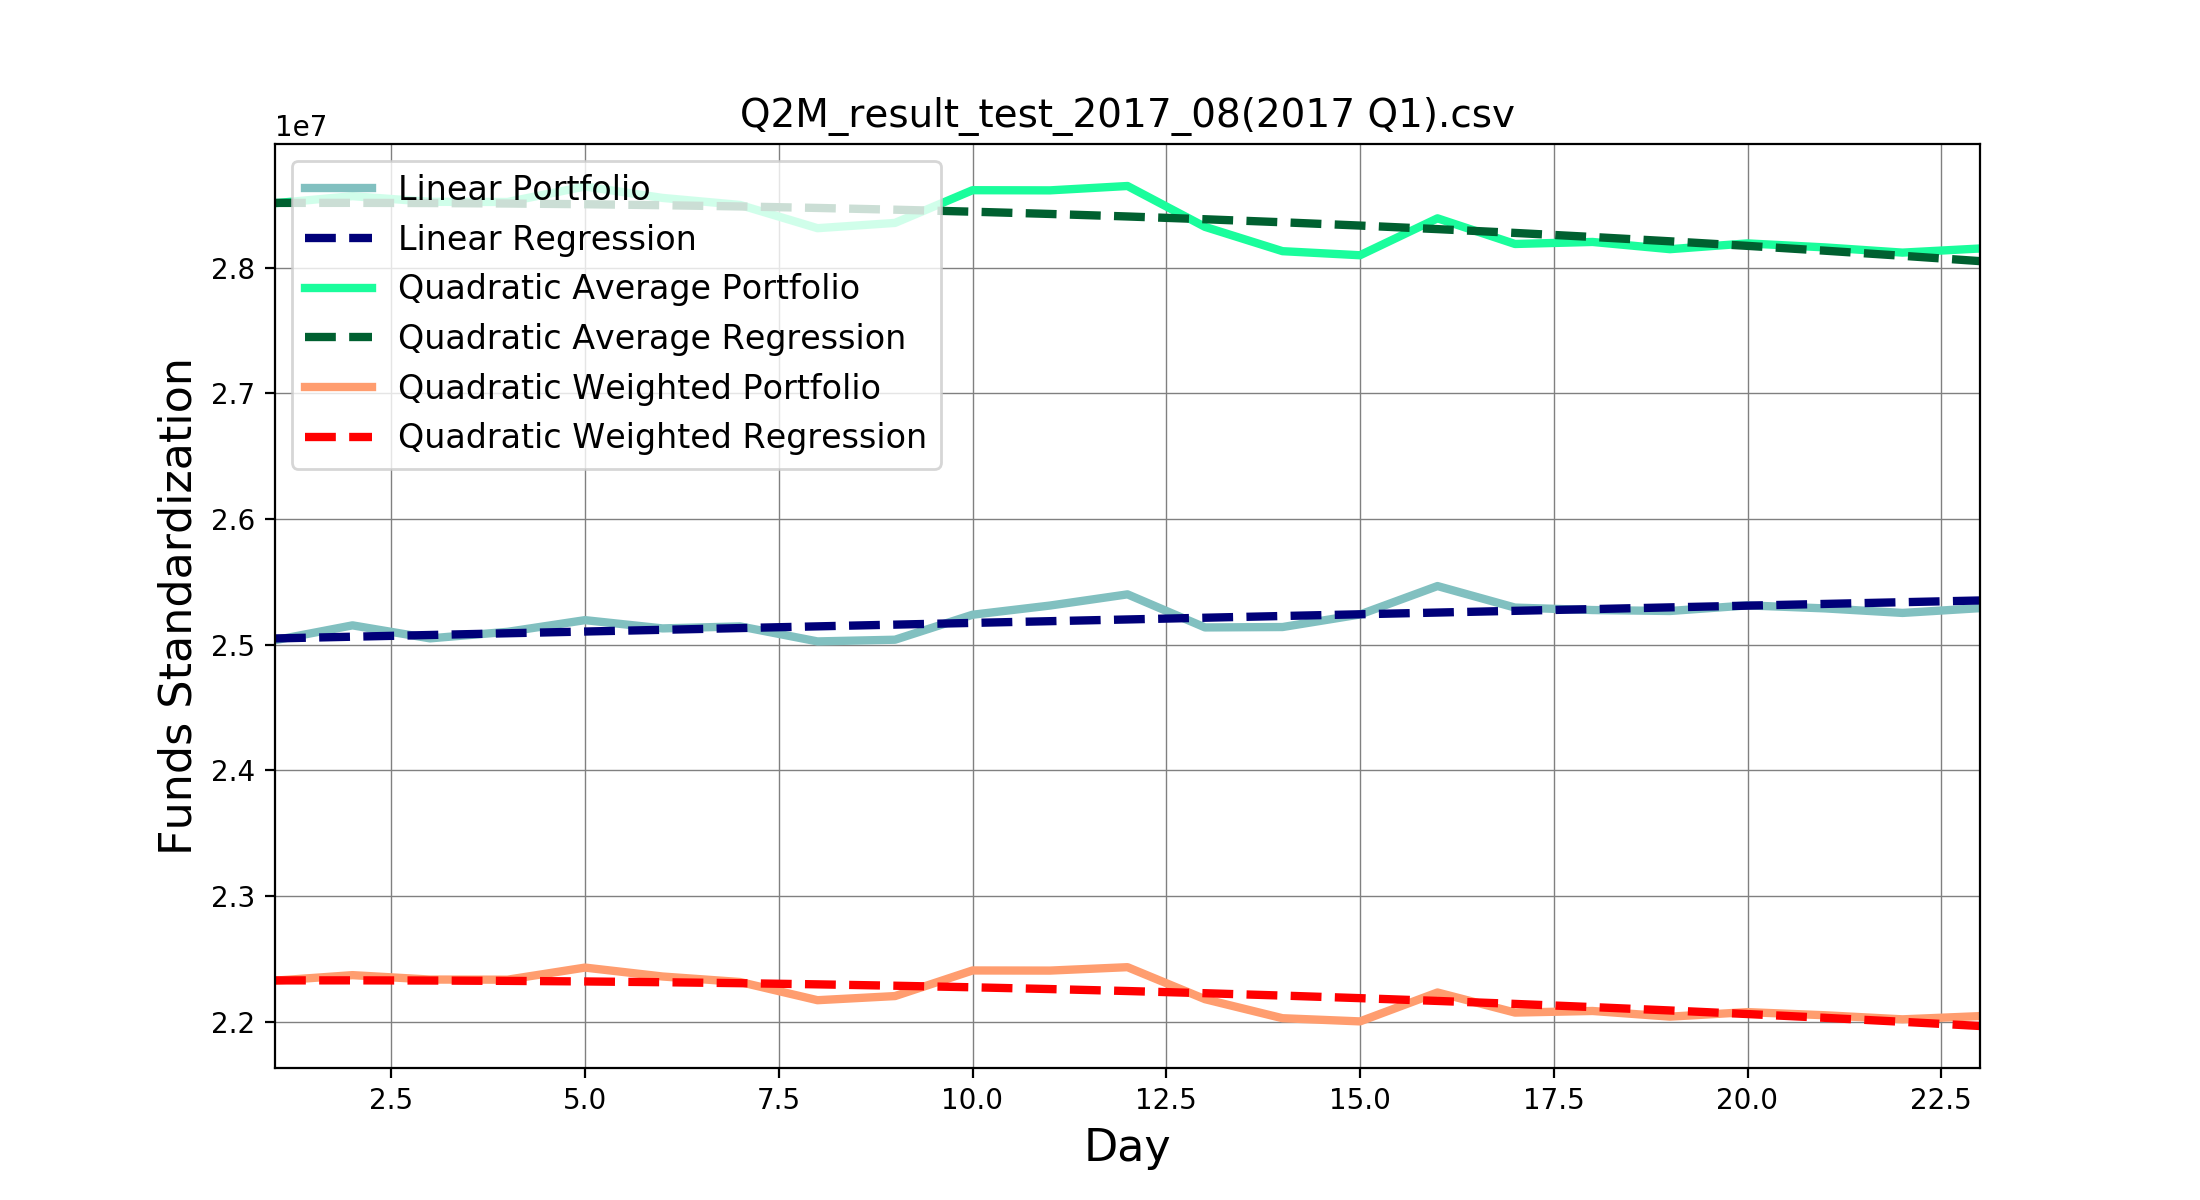 Q2M_result_test_2017_08(2017 Q1).csv
1e7
Linear Portfolio
Linear Regression
Quadratic Average Portfolio
Quadratic Average Regression
Quadratic Weighted Portfolio
Quadratic Weighted Regression
Funds Standardization
2.8
2.7
2.6
2.5
2.4
2.3
2.2
2.5 5.0 7.5 10.0 12.5 15.0 17.5 20.0 22.5
Day